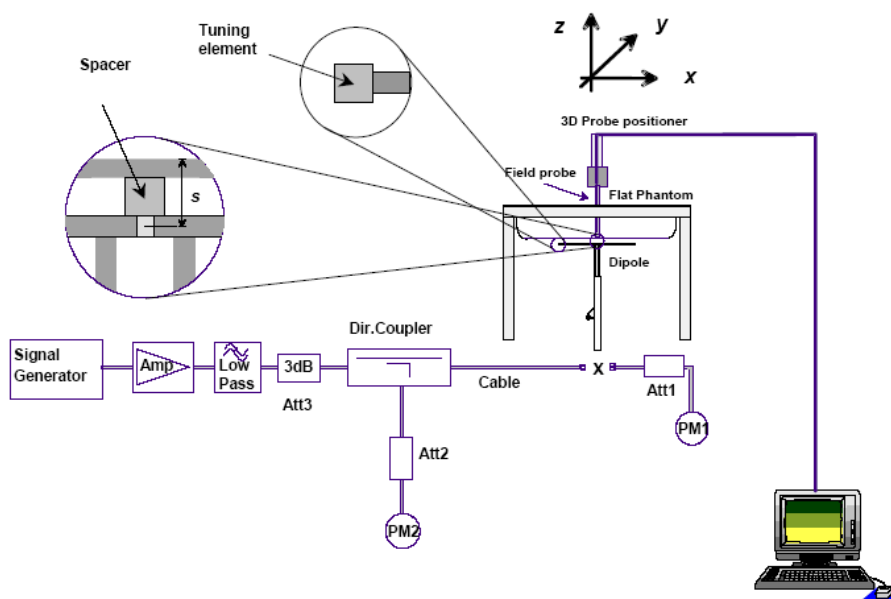 Tuning
element
Spacer
z
y
x
3D Probe positioner
s
Field probe
Flat Phantom
Dipole
Dir.Coupler
Signal
Generator
Amp
Low
Pass
3dB
Att3
Cable
X
Att1
PM1
Att2
PM2